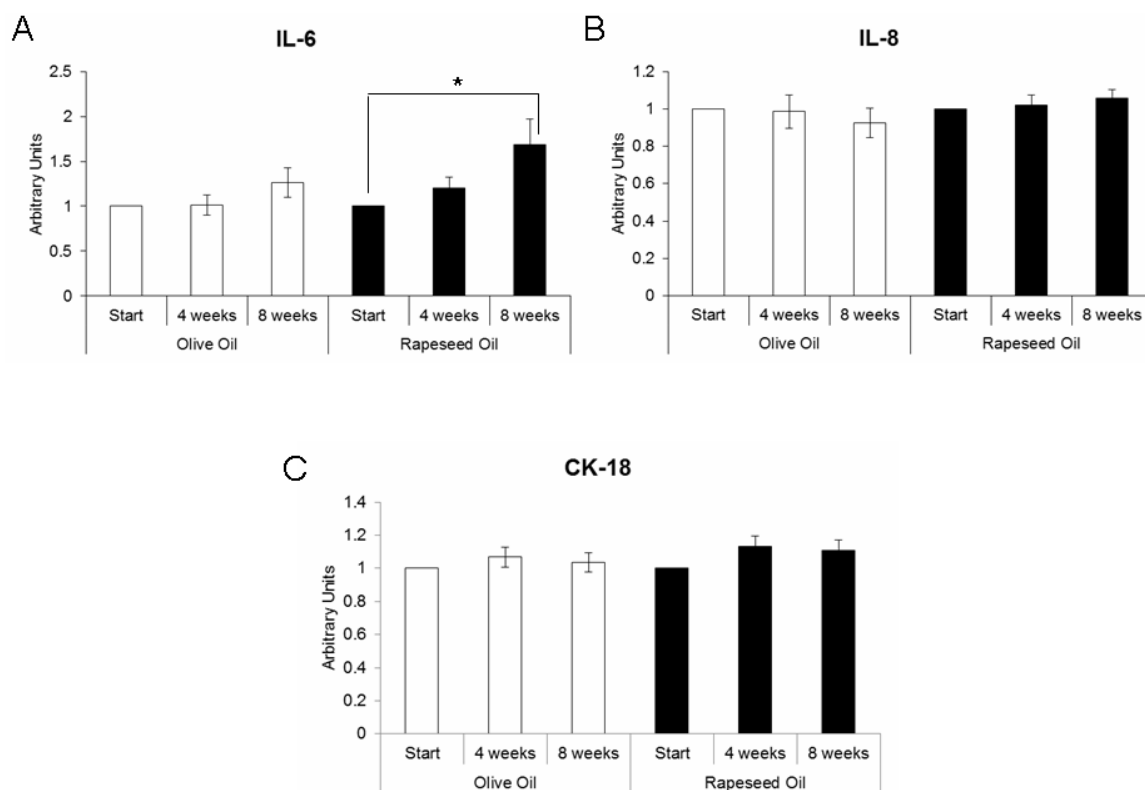 A
IL-6
Arbitrary Units
2.5
2
1.5
1
0.5
0
*
Start 4 weeks 8 weeks Start 4 weeks 8 weeks
Olive Oil Rapeseed Oil
B
IL-8
Arbitrary Units
1.2
1
0.8
0.6
0.4
0.2
0
Start 4 weeks 8 weeks Start 4 weeks 8 weeks
Olive Oil Rapeseed Oil
C
CK-18
Arbitrary Units
1.4
1.2
1
0.8
0.6
0.4
0.2
0
Start 4 weeks 8 weeks Start 4 weeks 8 weeks
Olive Oil Rapeseed Oil